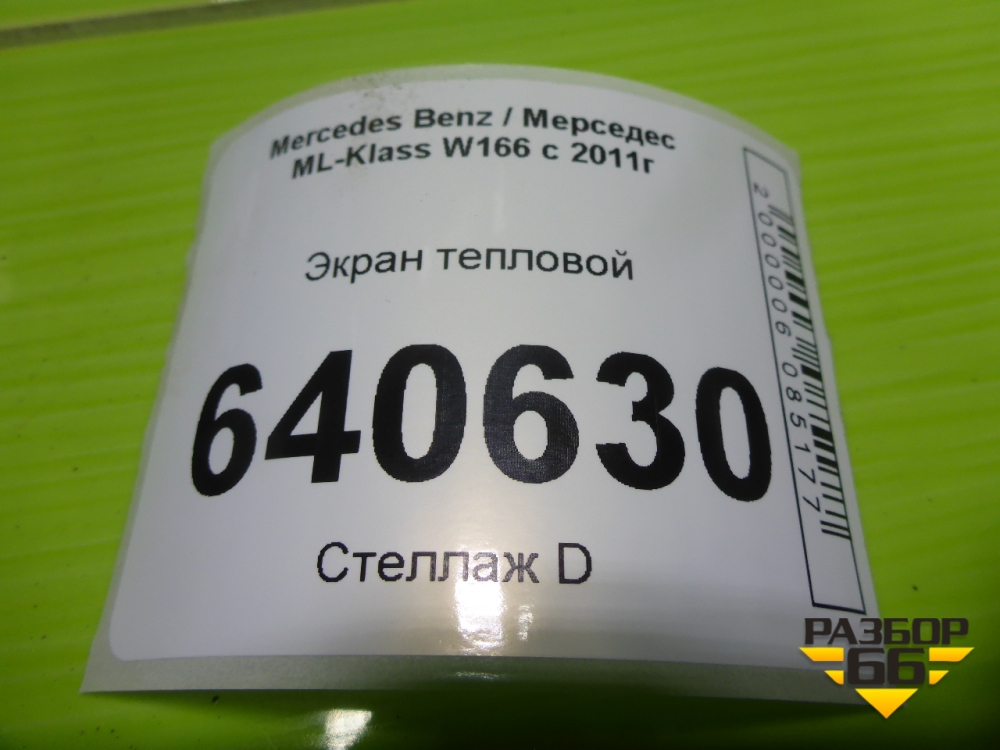 Mercedes Benz / Мерседес
ML-Klass W166 с 2011г
Экран тепловой
640630
Стеллаж D
2000006085177
РАЗБОР
66